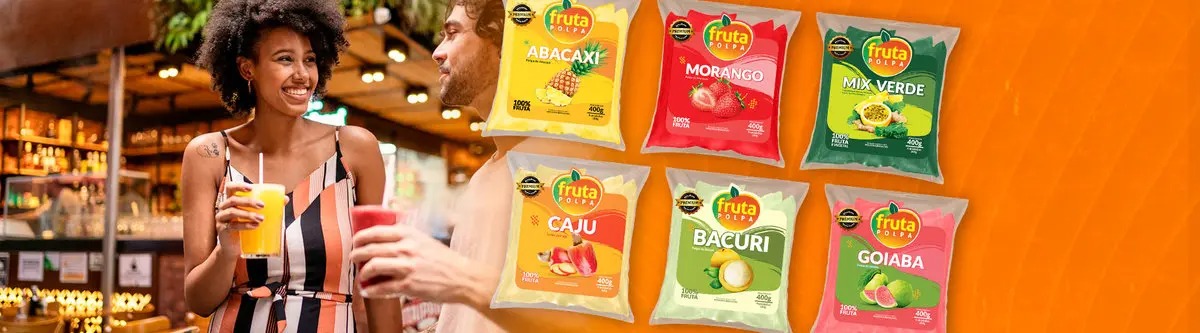 PREMIUM
fruta
POLPA
ABACAXI
100%
FRUTA
400g
PREMIUM
fruta
POLPA
MORANGO
100%
FRUTA
400g
PREMIUM
fruta
POLPA
MIX VERDE
100%
FRUTA
400g
PREMIUM
fruta
POLPA
CAJU
100%
FRUTA
400g
PREMIUM
fruta
POLPA
BACURI
100%
FRUTA
400g
PREMIUM
fruta
POLPA
GOIABA
100%
FRUTA
400g